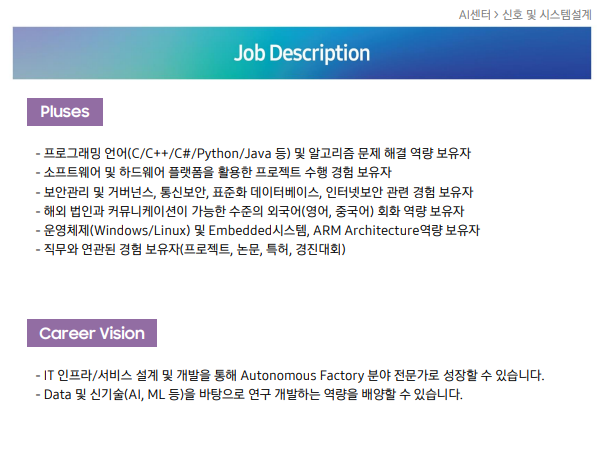 AI센터 > 신호 및 시스템설계
Job Description
Pluses
- 프로그래밍 언어(C/C++/C#/Python/Java 등) 및 알고리즘 문제 해결 역량 보유자
- 소프트웨어 및 하드웨어 플랫폼을 활용한 프로젝트 수행 경험 보유자
- 보안관리 및 거버넌스, 통신보안, 표준화 데이터베이스, 인터넷보안 관련 경험 보유자
- 해외 법인과 커뮤니케이션이 가능한 수준의 외국어(영어, 중국어) 회화 역량 보유자
- 운영체제(Windows/Linux) 및 Embedded시스템, ARM Architecture역량 보유자
- 직무와 연관된 경험 보유자(프로젝트, 논문, 특허, 경진대회)
Career Vision
- IT 인프라/서비스 설계 및 개발을 통해 Autonomous Factory 분야 전문가로 성장할 수 있습니다.
- Data 및 신기술(AI, ML 등)을 바탕으로 연구 개발하는 역량을 배양할 수 있습니다.